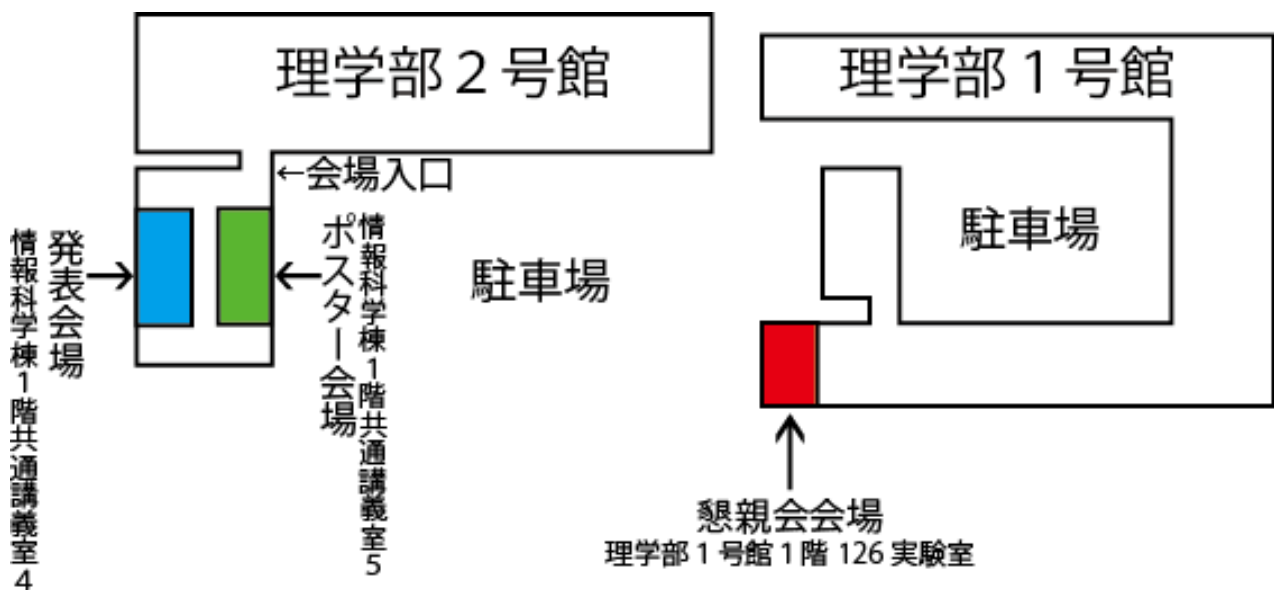 理学部２号館
理学部１号館
←会場入口
駐車場
駐車場
発表会場
情報科学棟1階共通講義室4
ポスター会場
情報科学棟1階共通講義室5
懇親会会場
理学部1号館1階126実験室